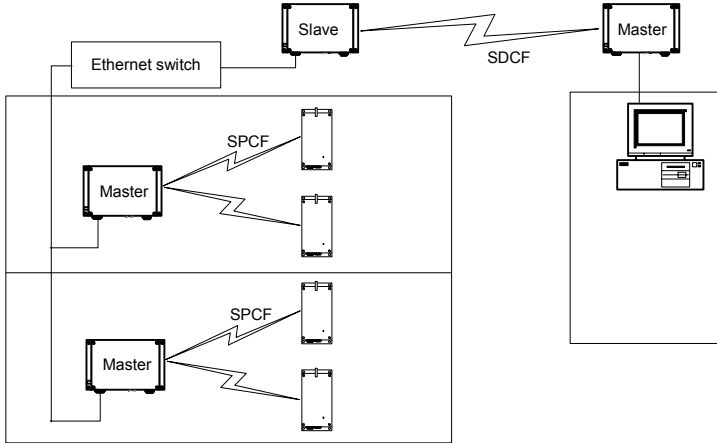 Slave
Master
Ethernet switch
SDCF
SPCF
Master
SPCF
Master